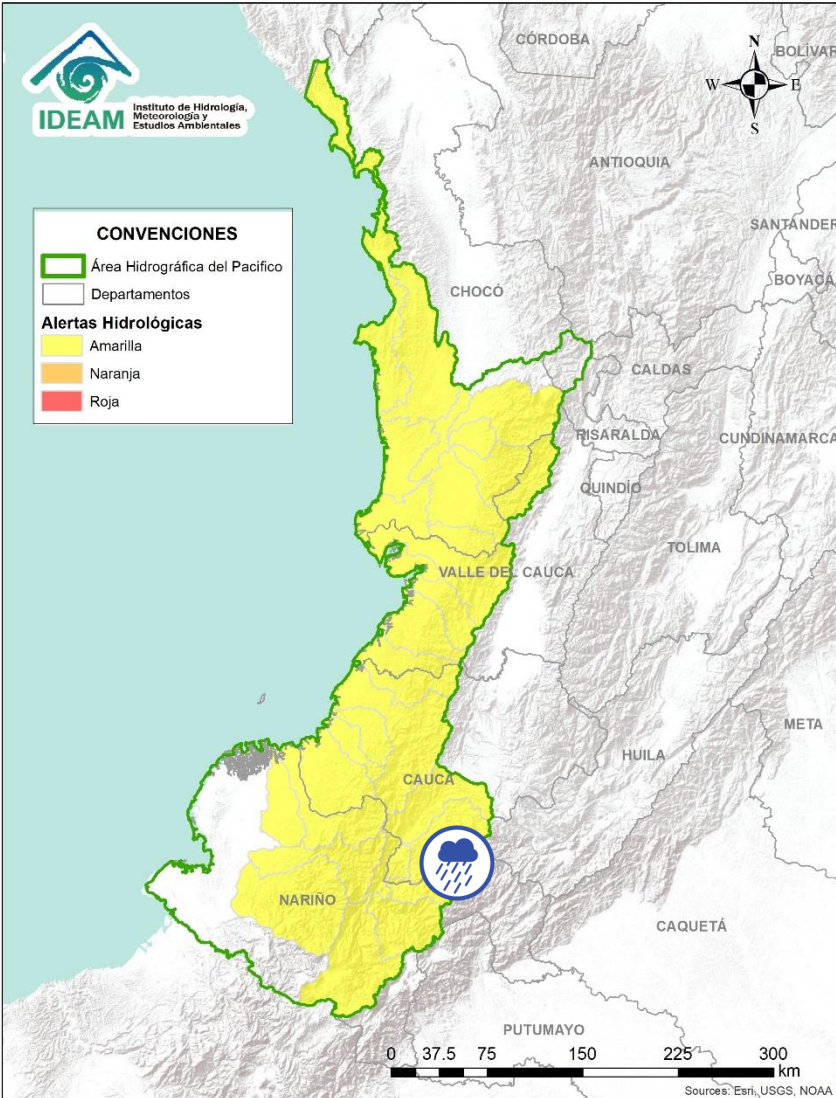 IDEAM
Instituto de Hidrología,
Meteorología y
Estudios Ambientales
CÓRDOBA
BOLÍVAR
N
W
E
S
ANTIOQUIA
SANTANDER
BOYACÁ
CONVENCIONES
Área Hidrográfica del Pacifico
Departamentos
Alertas Hidrológicas
Amarilla
Naranja
Roja
CHOCÓ
CALDAS
RISARALDA
CUNDINAMARCA
QUINDÍO
TOLIMA
VALLE DEL CAUCA
META
HUILA
CAUCA
NARIÑO
CAQUETÁ
PUTUMAYO
0 37.5 75 150 225 300
km
Sources: Esri, USGS, NOAA